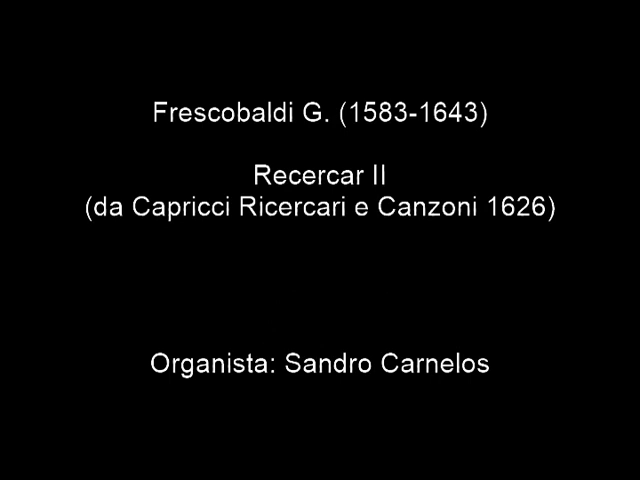 Frescobaldi G. (1583-1643)
Recercar II
(da Capricci Ricercari e Canzoni 1626)
Organista: Sandro Carnelos